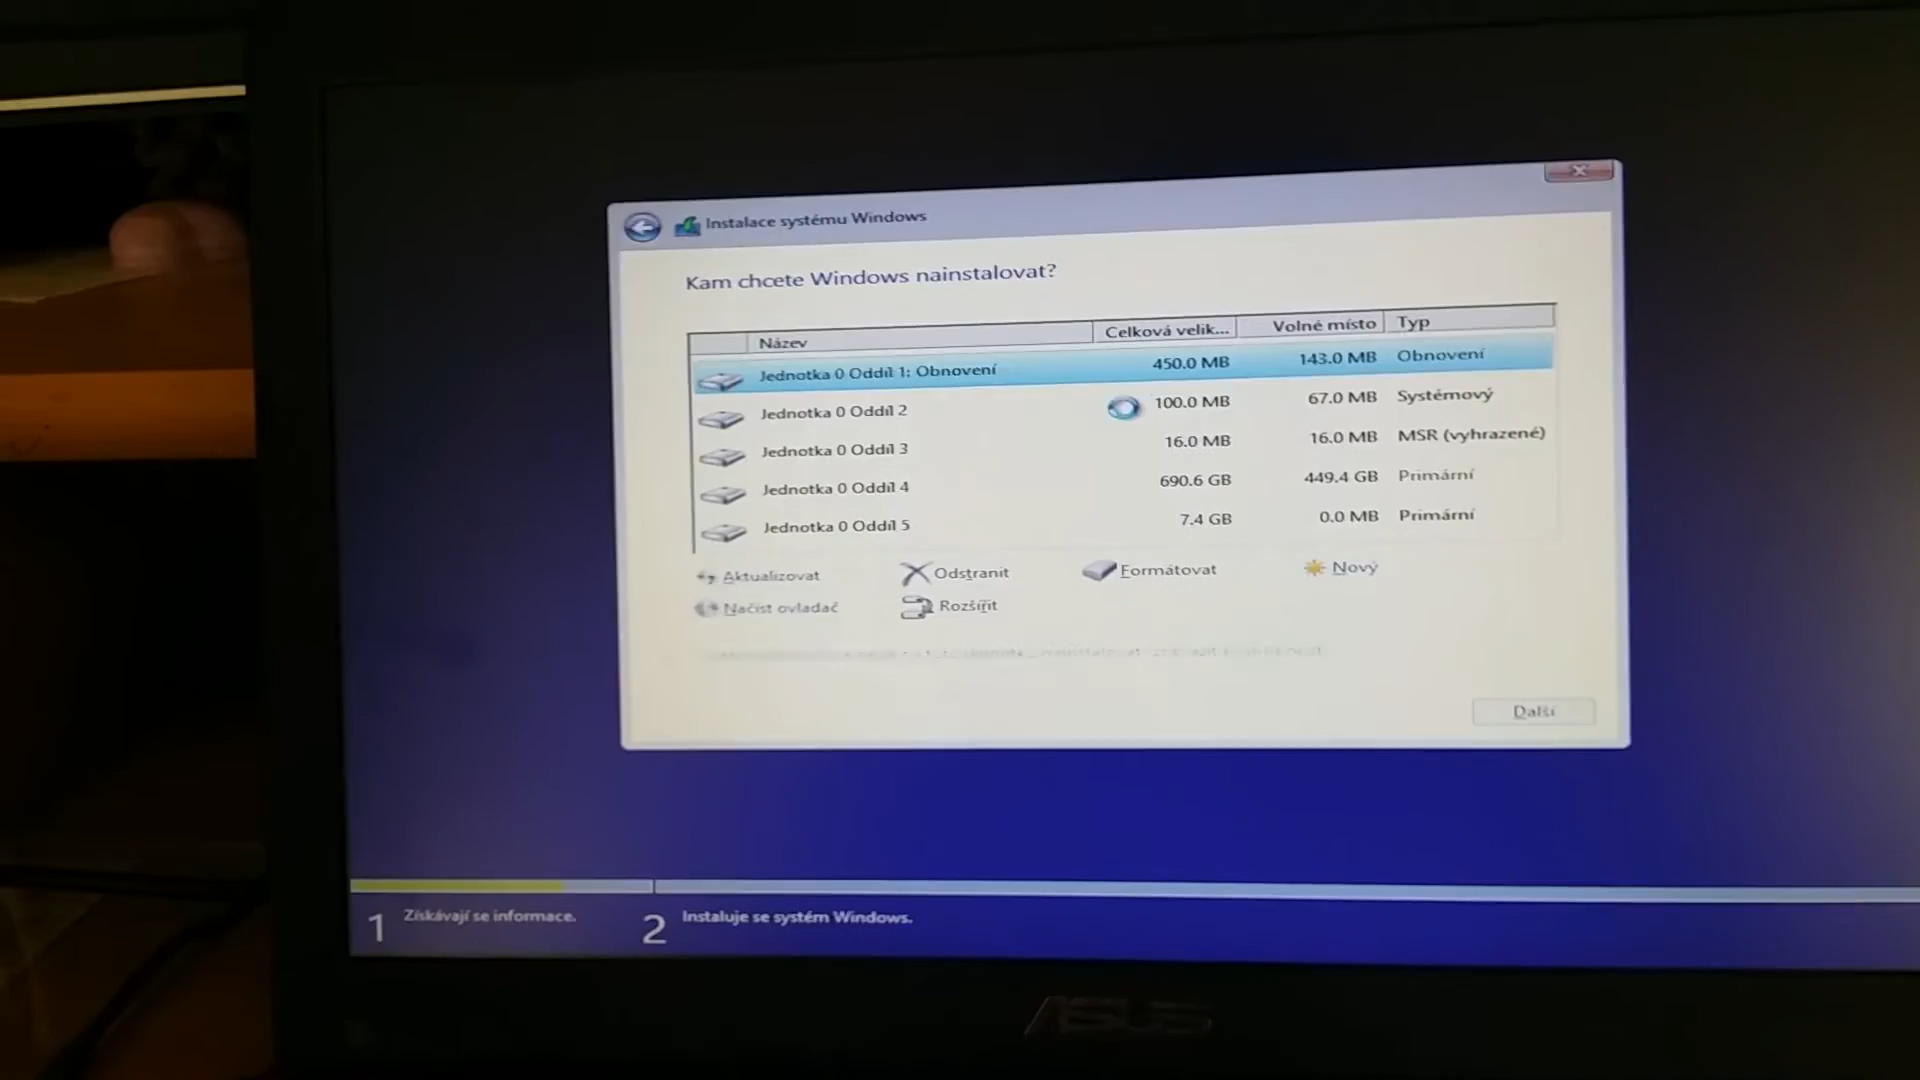 Instalace systému Windows
Kam chcete Windows nainstalovat?
Název Celková velik... Volné místo Typ
Jednotka 0 Oddíl 1: Obnovení 450.0 MB 143.0 MB Obnovení
Jednotka 0 Oddíl 2 100.0 MB 67.0 MB Systémový
Jednotka 0 Oddíl 3 16.0 MB 16.0 MB MSR (vyhrazené)
Jednotka 0 Oddíl 4 690.6 GB 449.4 GB Primární
Jednotka 0 Oddíl 5 7.4 GB 0.0 MB Primární
Aktualizovat Odstranit Formátovat Nový
Načíst ovladač Rozšířit
Další
1 Získávají se informace. 2 Instaluje se systém Windows.
ASUS